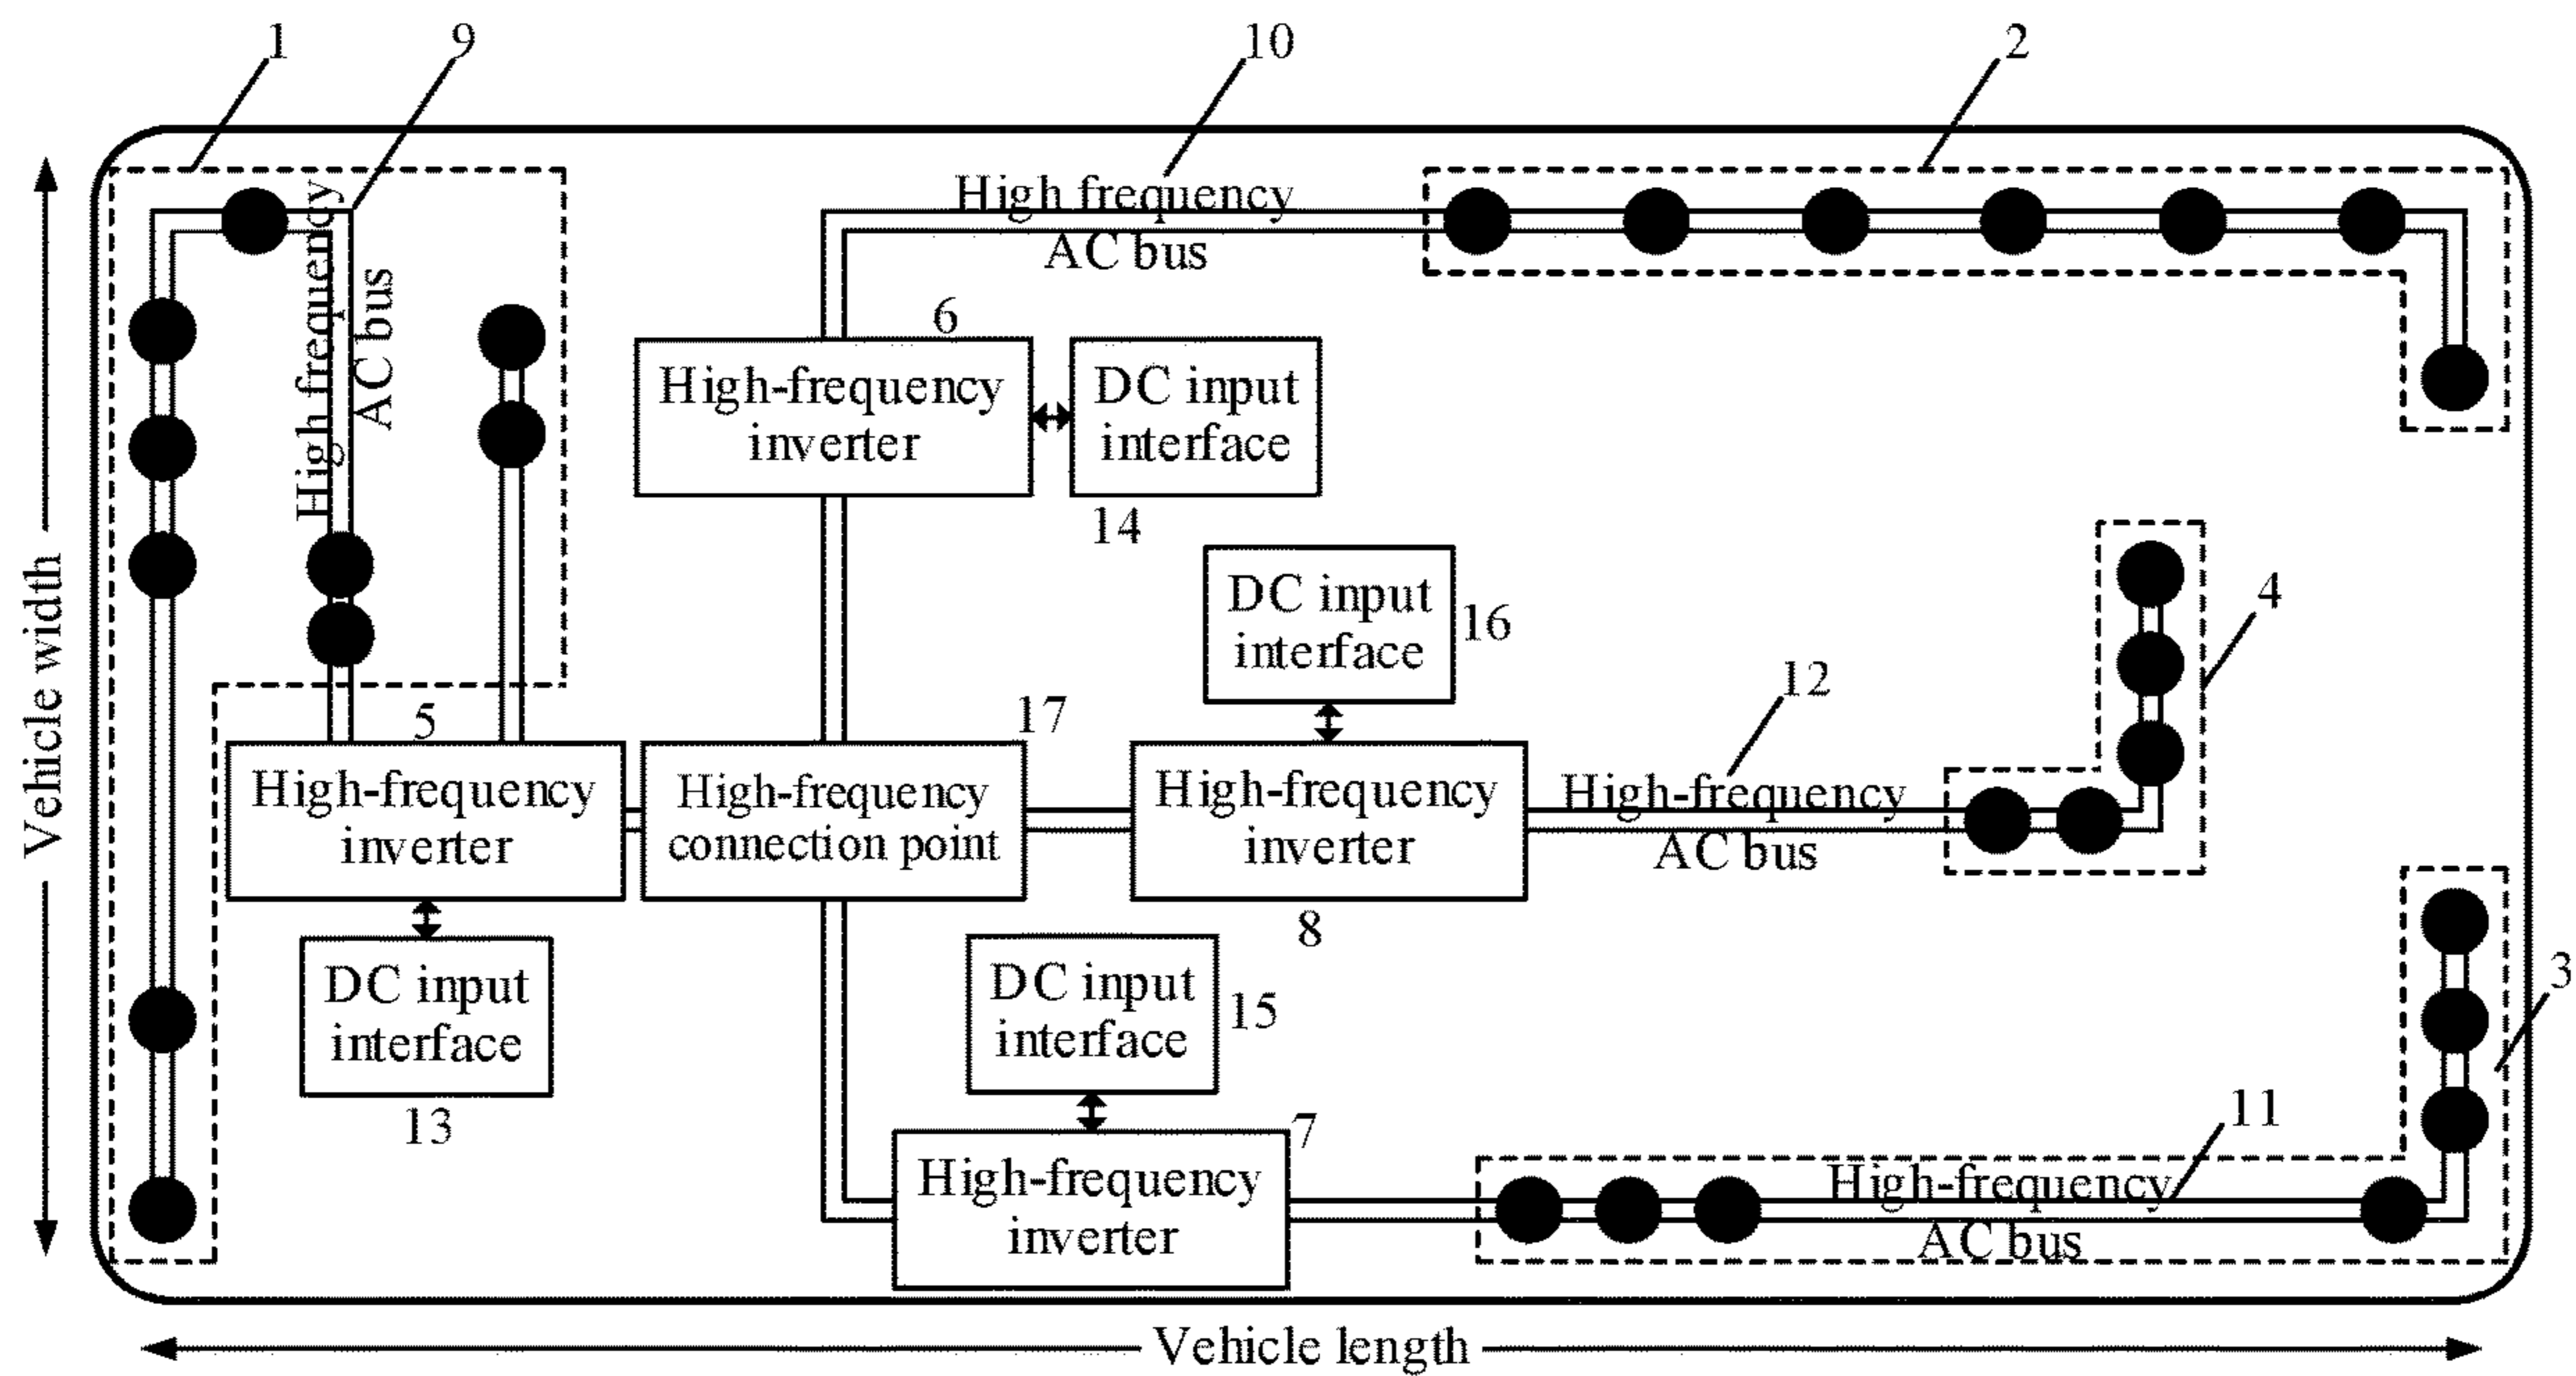 1
9
10
2
High frequency
AC bus
High frequency
AC bus
6
High-frequency
inverter
DC input
interface
14
DC input
interface
16
4
12
17
5
High-frequency
inverter
High-frequency
connection point
High-frequency
inverter
8
High-frequency
AC bus
DC input
interface
13
DC input
interface
15
3
7
High-frequency
inverter
11
High-frequency
AC bus
Vehicle width
Vehicle length